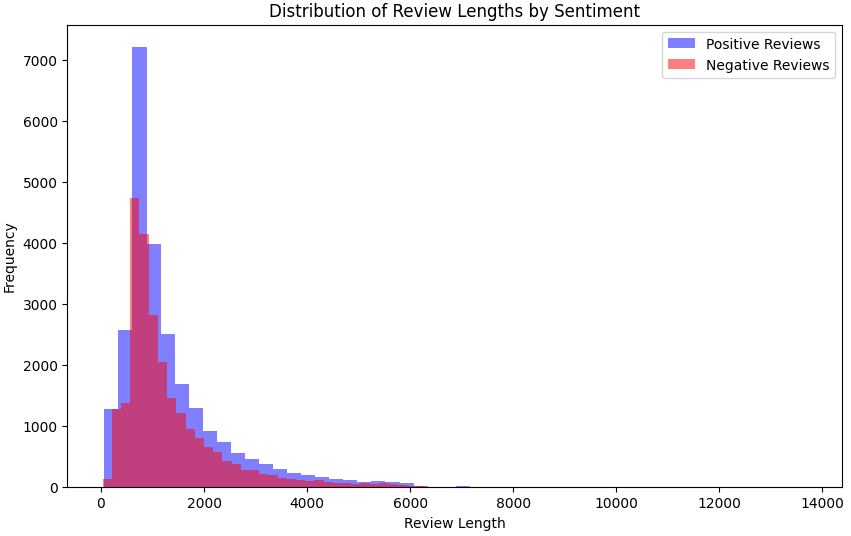 Distribution of Review Lengths by Sentiment
Positive Reviews
Negative Reviews
7000
6000
5000
4000
3000
2000
1000
0
Frequency
0 2000 4000 6000 8000 10000 12000 14000
Review Length